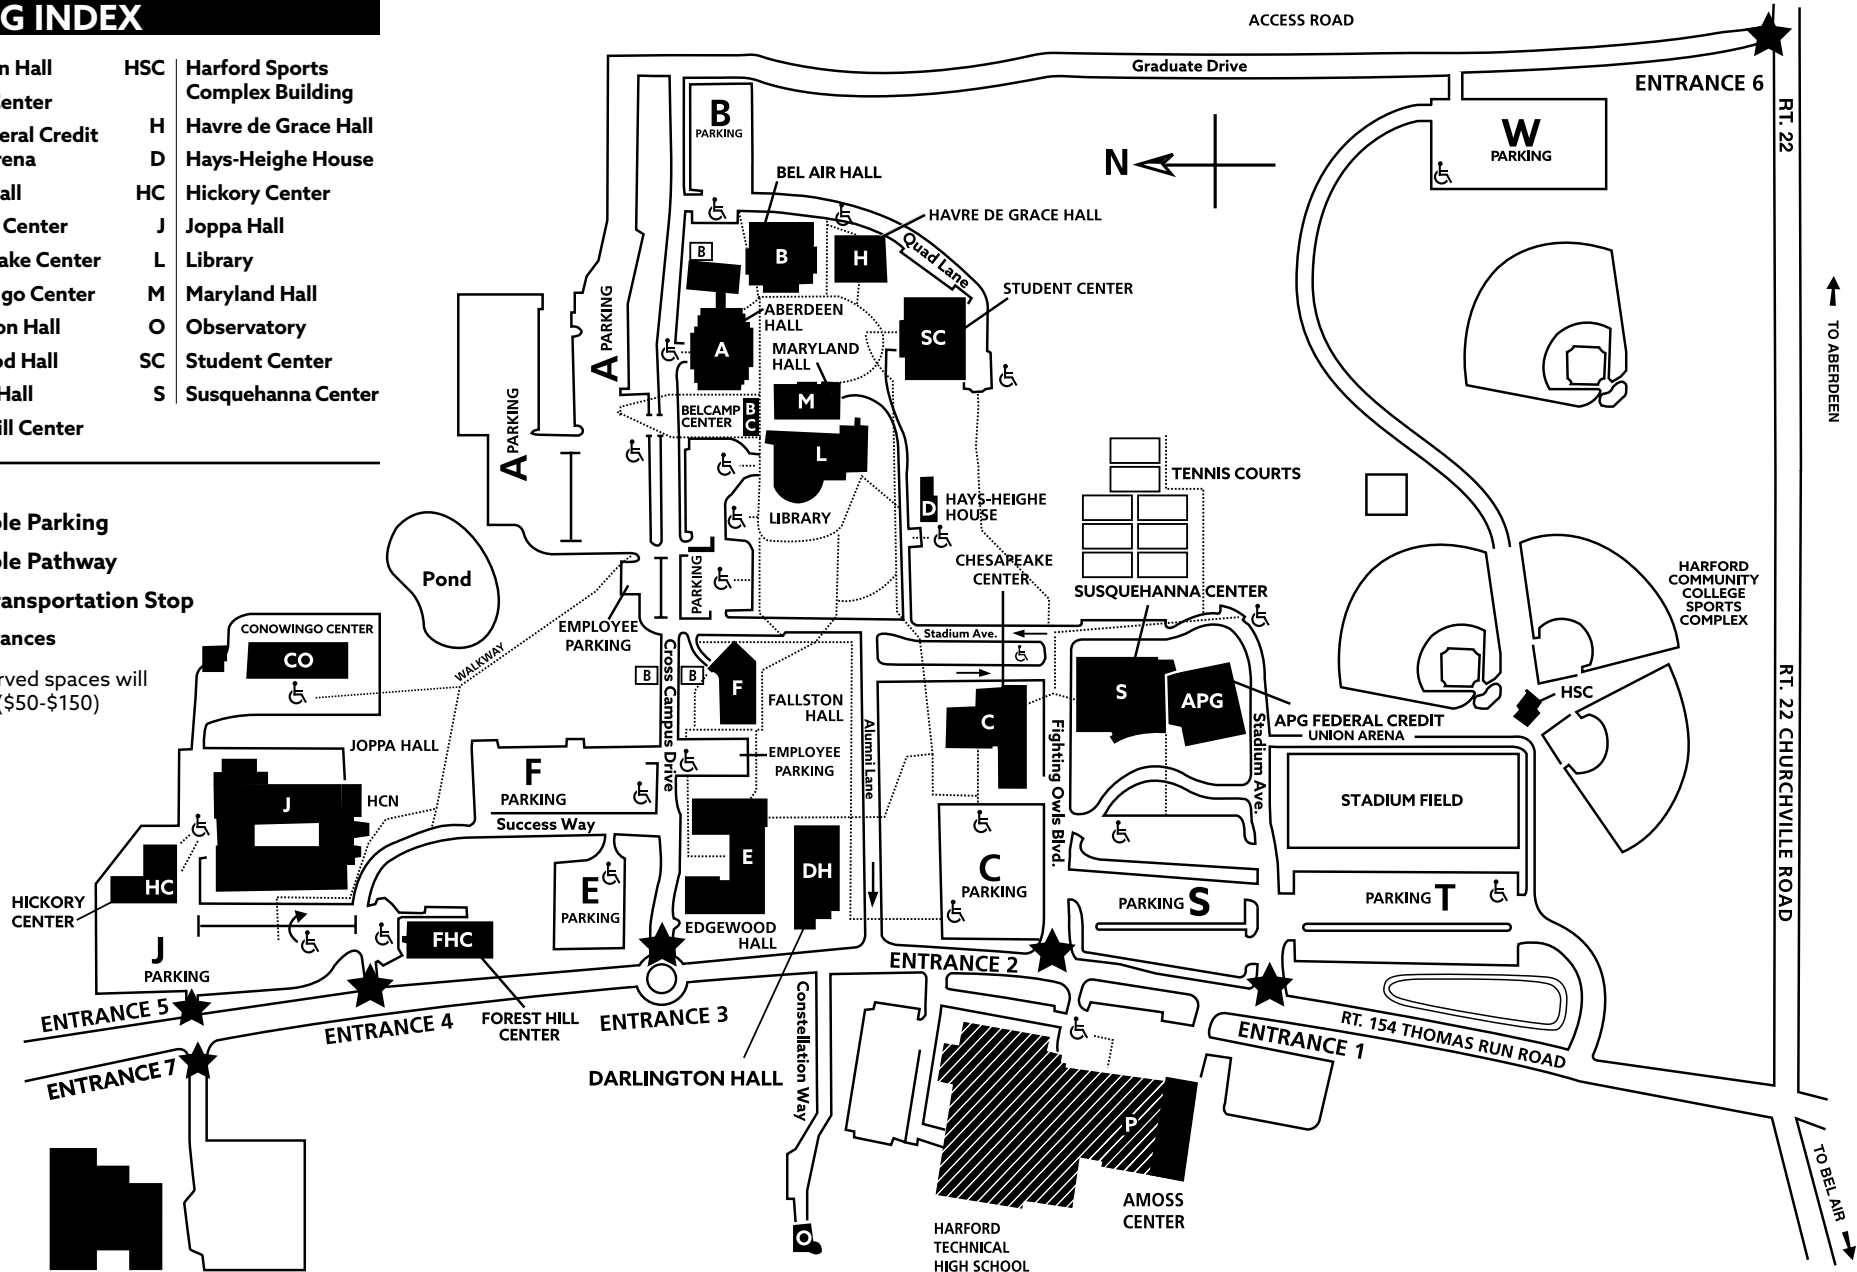 G INDEX
n Hall
Center
eral Credit
rena
all
Center
ake Center
go Center
on Hall
od Hall
Hall
ill Center
HSC Harford Sports
Complex Building
H Havre de Grace Hall
D Hays-Heighe House
HC Hickory Center
J Joppa Hall
L Library
M Maryland Hall
O Observatory
SC Student Center
S Susquehanna Center
ble Parking
ble Pathway
ransportation Stop
ances
rved spaces will
($50-$150)
ACCESS ROAD
Graduate Drive
ENTRANCE 6
RT. 22
W
PARKING
N
B
PARKING
BEL AIR HALL
HAVRE DE GRACE HALL
Quad Lane
B
B
H
STUDENT CENTER
SC
ABERDEEN
HALL
A
MARYLAND
HALL
M
A PARKING
A PARKING
BELCAMP
CENTER
B
C
L
LIBRARY
TO ABERDEEN
TENNIS COURTS
D
HAYS-HEIGHE
HOUSE
CHESAPEAKE
CENTER
SUSQUEHANNA CENTER
HARFORD
COMMUNITY
COLLEGE
SPORTS
COMPLEX
Pond
L
PARKING
EMPLOYEE
PARKING
CONOWINGO CENTER
CO
WALKWAY
Cross Campus Drive
B
B
F
FALLSTON
HALL
Stadium Ave.
S
APG
HSC
APG FEDERAL CREDIT
UNION ARENA
RT. 22 CHURCHVILLE ROAD
C
Alumni Lane
Fighting Owls Blvd.
Stadium Ave.
JOPPA HALL
J
HCN
F
PARKING
EMPLOYEE
PARKING
STADIUM FIELD
Success Way
E
DH
HC
HICKORY
CENTER
E
PARKING
C
PARKING
PARKING S
PARKING T
J
PARKING
FHC
EDGEWOOD
HALL
ENTRANCE 2
ENTRANCE 5
ENTRANCE 4
FOREST HILL
CENTER
ENTRANCE 3
ENTRANCE 1
RT. 154 THOMAS RUN ROAD
ENTRANCE 7
DARLINGTON HALL
Constellation Way
P
AMOSS
CENTER
HARFORD
TECHNICAL
HIGH SCHOOL
O
TO BEL AIR